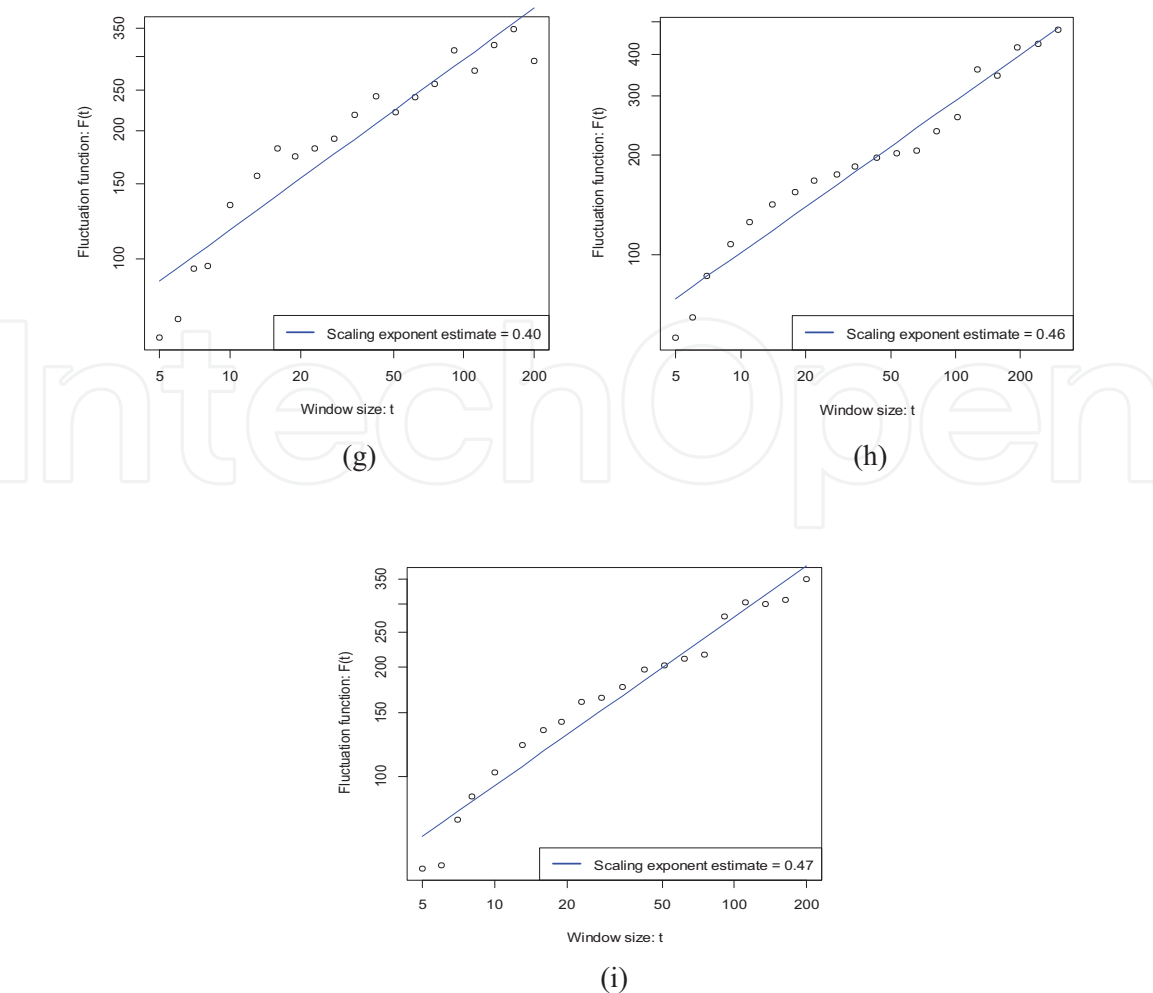 350
250
200
150
100
Fluctuation function: F(t)
Scaling exponent estimate = 0.40
5 10 20 50 100 200
Window size: t
(g)
400
300
200
100
Fluctuation function: F(t)
Scaling exponent estimate = 0.46
5 10 20 50 100 200
Window size: t
(h)
IntechOpen
350
250
200
150
100
Fluctuation function: F(t)
Scaling exponent estimate = 0.47
5 10 20 50 100 200
Window size: t
(i)